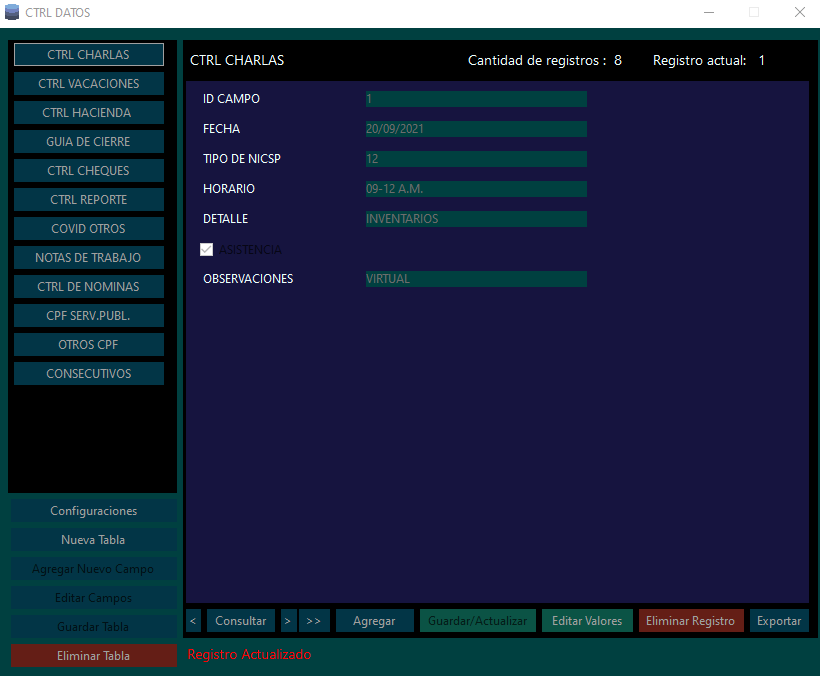 CTRL DATOS
CTRL CHARLAS
CTRL VACACIONES
CTRL HACIENDA
GUIA DE CIERRE
CTRL CHEQUES
CTRL REPORTE
COVID OTROS
NOTAS DE TRABAJO
CTRL DE NOMINAS
CPF SERV.PUBL.
OTROS CPF
CONSECUTIVOS
Configuraciones
Nueva Tabla
Agregar Nuevo Campo
Editar Campos
Guardar Tabla
Eliminar Tabla
CTRL CHARLAS Cantidad de registros : 8 Registro actual: 1
ID CAMPO 1
FECHA 20/09/2021
TIPO DE NICSP 12
HORARIO 09-12 A.M.
DETALLE INVENTARIOS
ASISTENCIA
OBSERVACIONES VIRTUAL
< Consultar > >> Agregar Guardar/Actualizar Editar Valores Eliminar Registro Exportar
Registro Actualizado